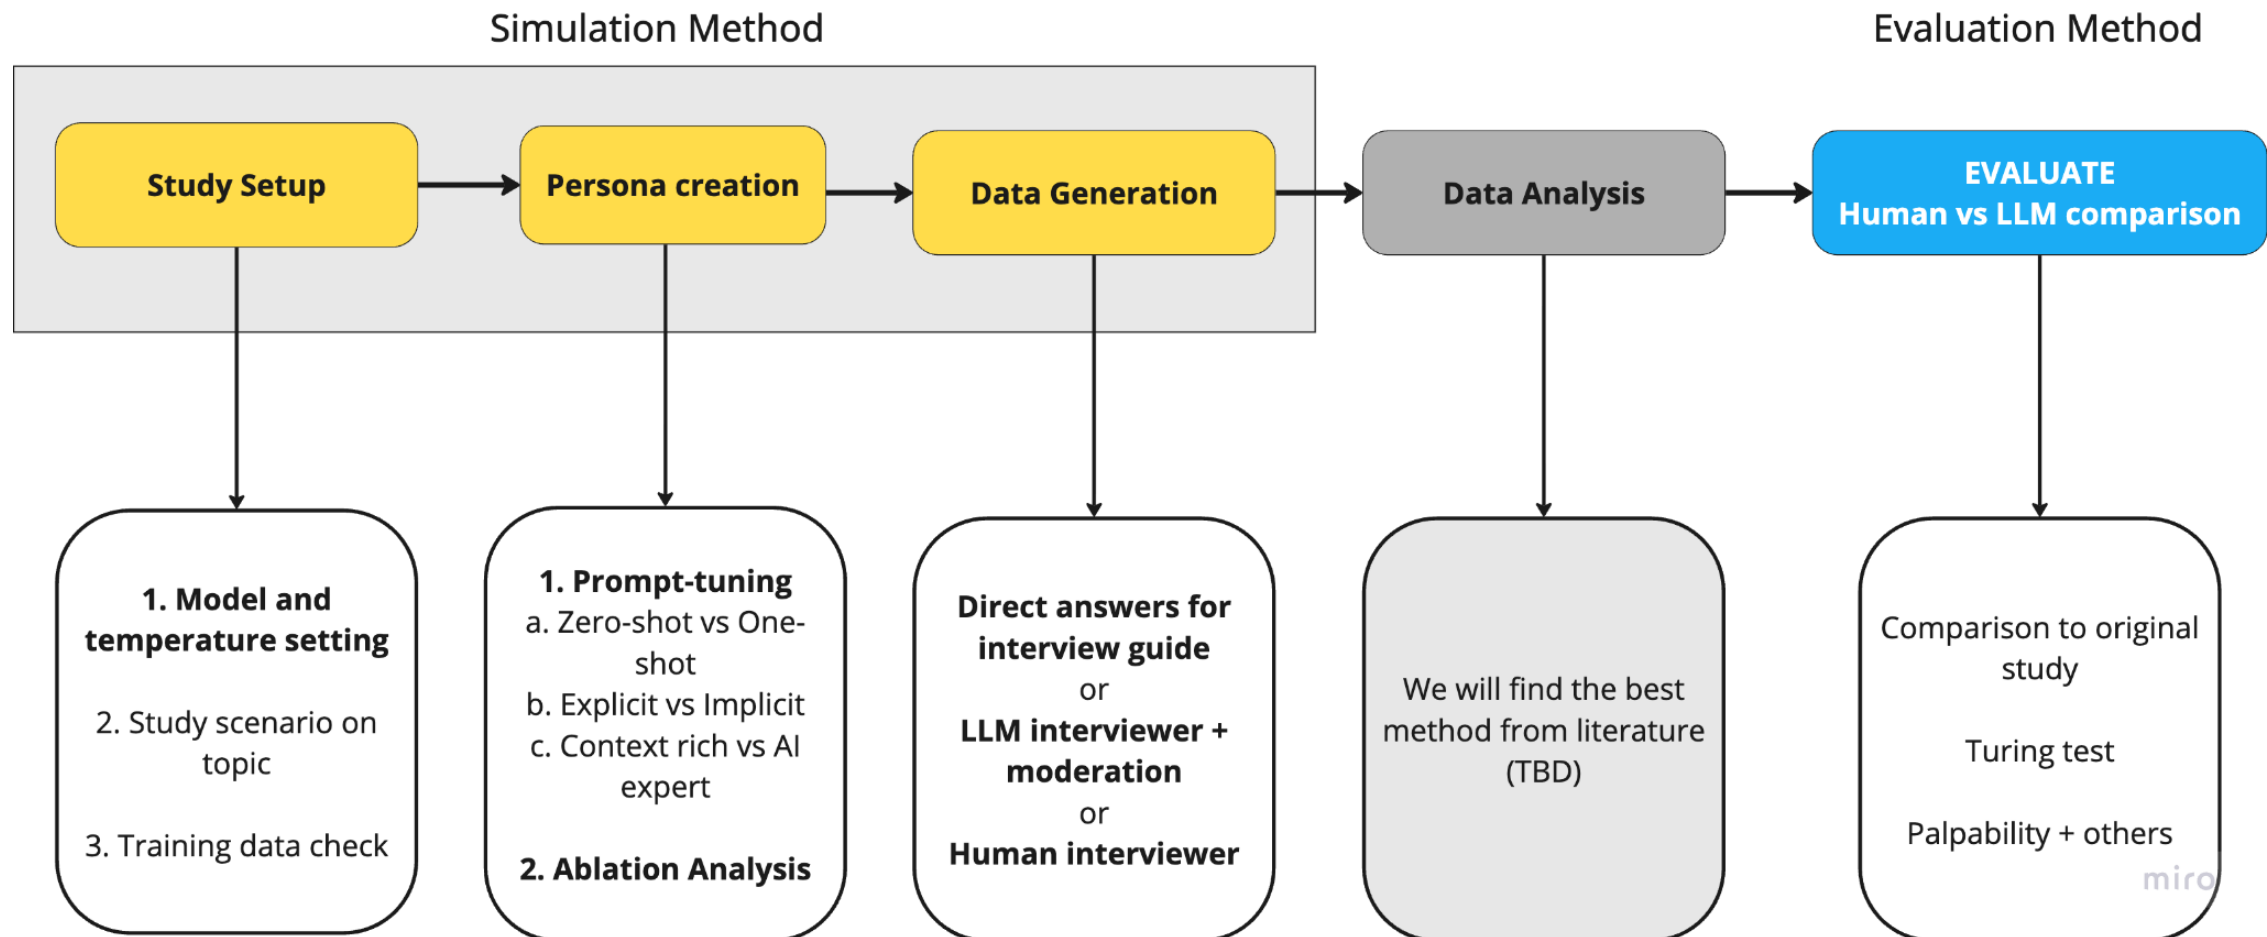 Simulation Method
Evaluation Method
Study Setup
Persona creation
Data Generation
Data Analysis
EVALUATE
Human vs LLM comparison
1. Model and
temperature setting
2. Study scenario on
topic
3. Training data check
1. Prompt-tuning
a. Zero-shot vs One-
shot
b. Explicit vs Implicit
c. Context rich vs AI
expert
2. Ablation Analysis
Direct answers for
interview guide
or
LLM interviewer +
moderation
or
Human interviewer
We will find the best
method from literature
(TBD)
Comparison to original
study
Turing test
Palpability + others
miro